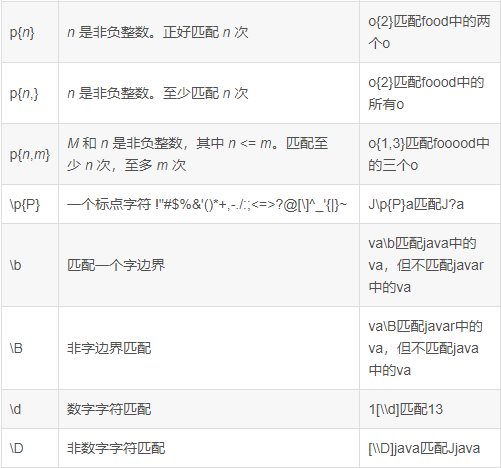 p{n}
n 是非负整数。正好匹配 n 次
o{2}匹配food中的两
个o
p{n,}
n 是非负整数。至少匹配 n 次
o{2}匹配foood中的
所有o
p{n,m}
M 和 n 是非负整数，其中 n <= m。匹配至
少 n 次，至多 m 次
o{1,3}匹配fooood中
的三个o
\p{P}
一个标点字符 !"#$%&'()*+,-./:;<=>?@[\]^_'{|}~
J\p{P}a匹配J?a
\b
匹配一个字边界
va\b匹配java中的
va，但不匹配javar
中的va
\B
非字边界匹配
va\B匹配javar中的
va，但不匹配java
中的va
\d
数字字符匹配
1[\\d]匹配13
\D
非数字字符匹配
[\\D]java匹配Jjava